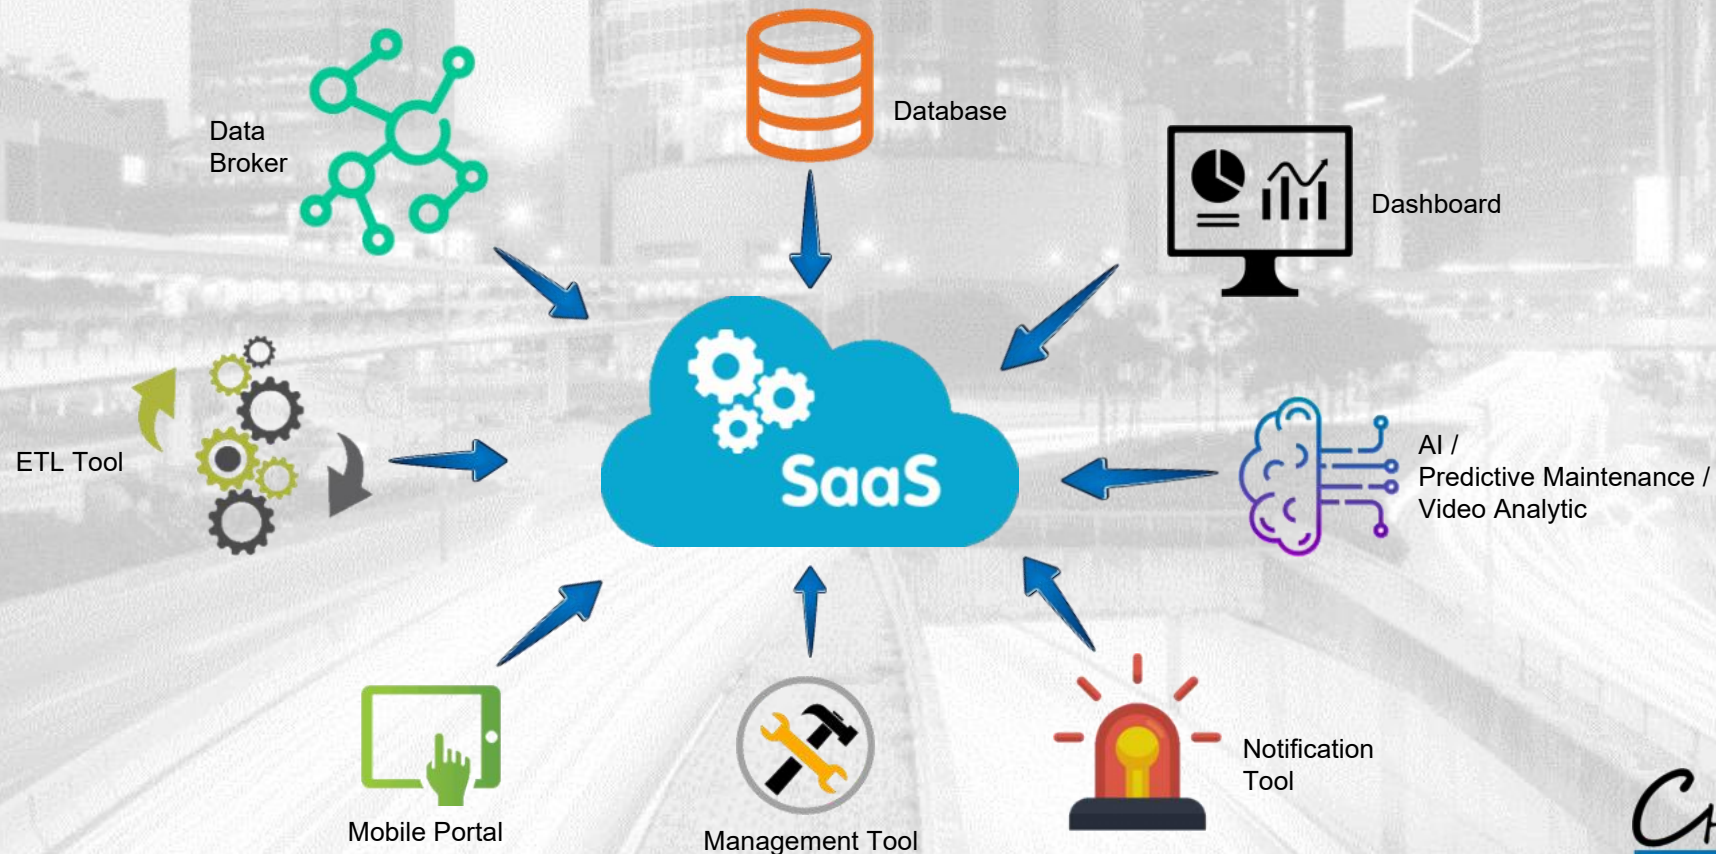 Database
Data
Broker
Dashboard
SaaS
ETL Tool
AI /
Predictive Maintenance /
Video Analytic
Notification
Tool
Mobile Portal
Management Tool